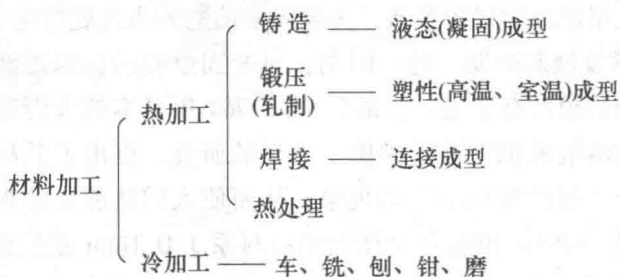 铸造 —— 液态(凝固)成型
锻压
(轧制) —— 塑性(高温、室温)成型
热加工
焊接 —— 连接成型
材料加工
热处理
冷加工 —— 车、铣、刨、钳、磨